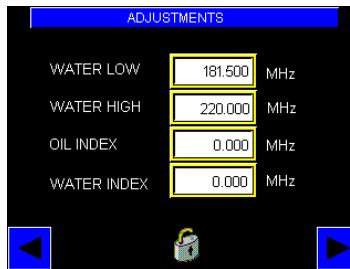 ADJUSTMENTS
WATER LOW 181.500 MHz
WATER HIGH 220.000 MHz
OIL INDEX 0.000 MHz
WATER INDEX 0.000 MHz